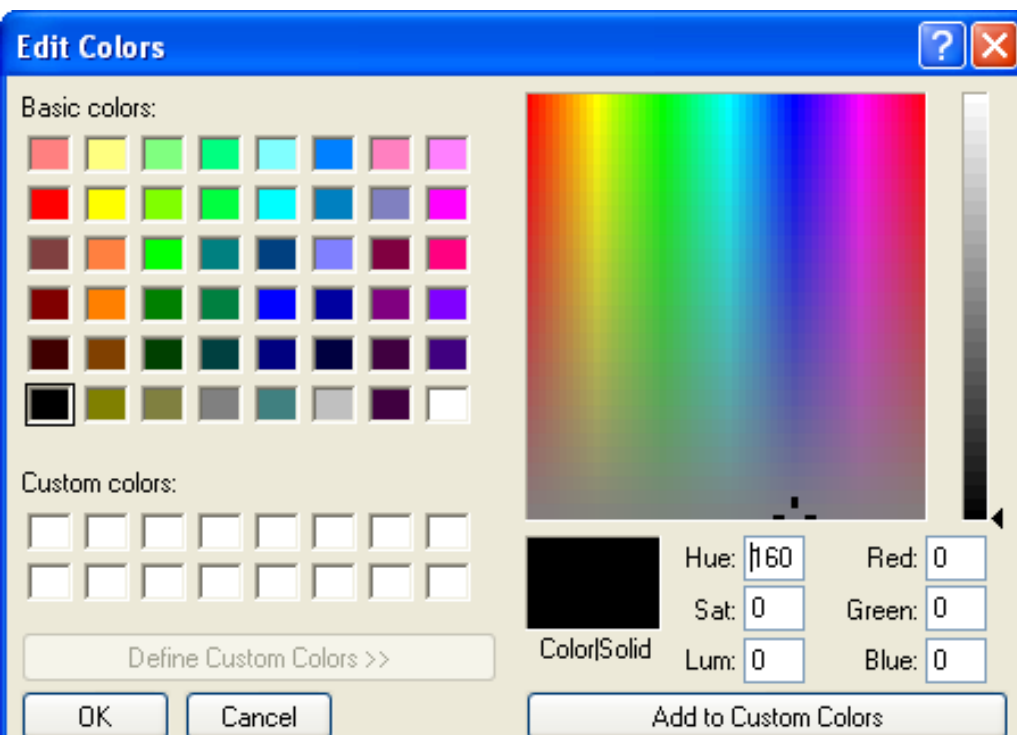 Edit Colors
?
Basic colors:
Custom colors:
Define Custom Colors >>
OK
Cancel
Color|Solid
Hue: 160
Sat: 0
Lum: 0
Red: 0
Green: 0
Blue: 0
Add to Custom Colors